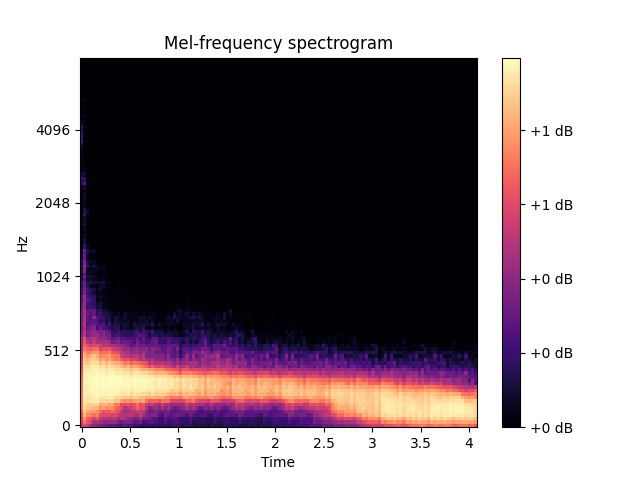 Mel-frequency spectrogram
Hz
4096
2048
1024
512
0
0
0.5
1
1.5
2
2.5
3
3.5
4
Time
+1 dB
+1 dB
+0 dB
+0 dB
+0 dB